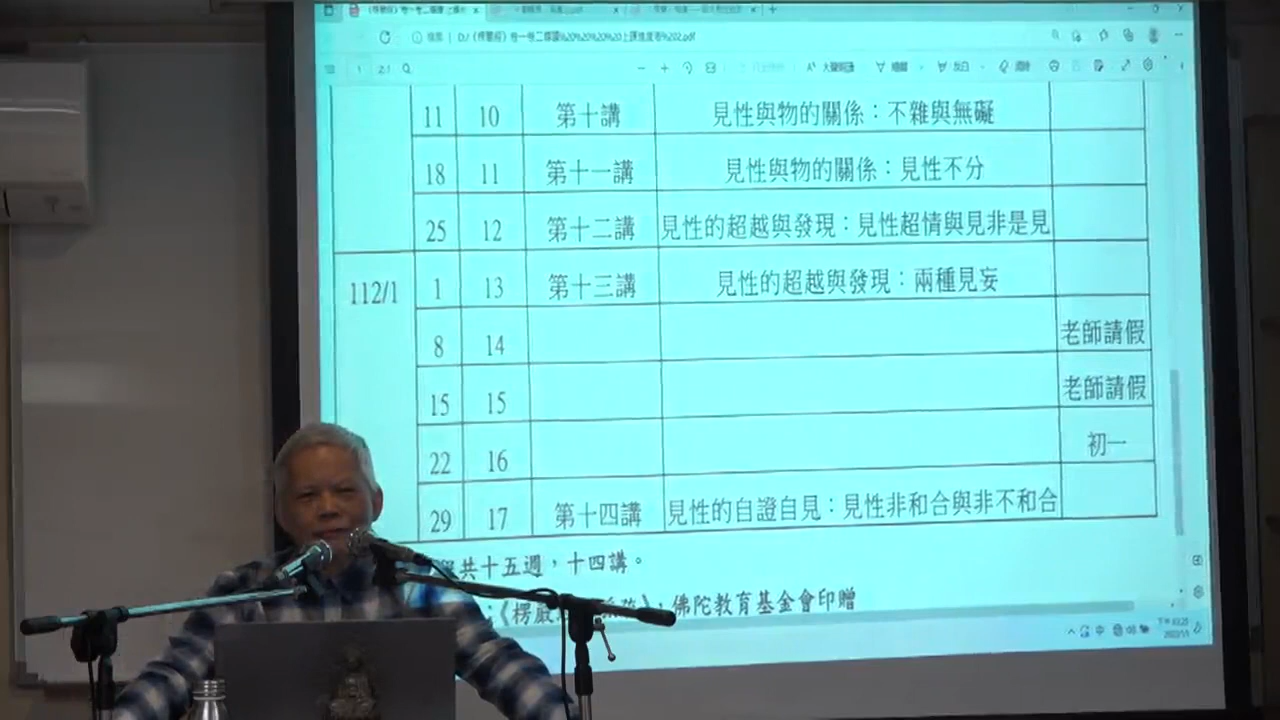 11 10 第十講 見性與物的關係：不雜與無礙
18 11 第十一講 見性與物的關係：見性不分
25 12 第十二講 見性的超越與發現：見性超情與見非是見
112/1 1 13 第十三講 見性的超越與發現：兩種見妄
8 14 老師請假
15 15 老師請假
22 16 初一
29 17 第十四講 見性的自證自見：見性非和合與非不和合
共十五週，十四講。
《楞嚴 》，佛陀教育基金會印贈